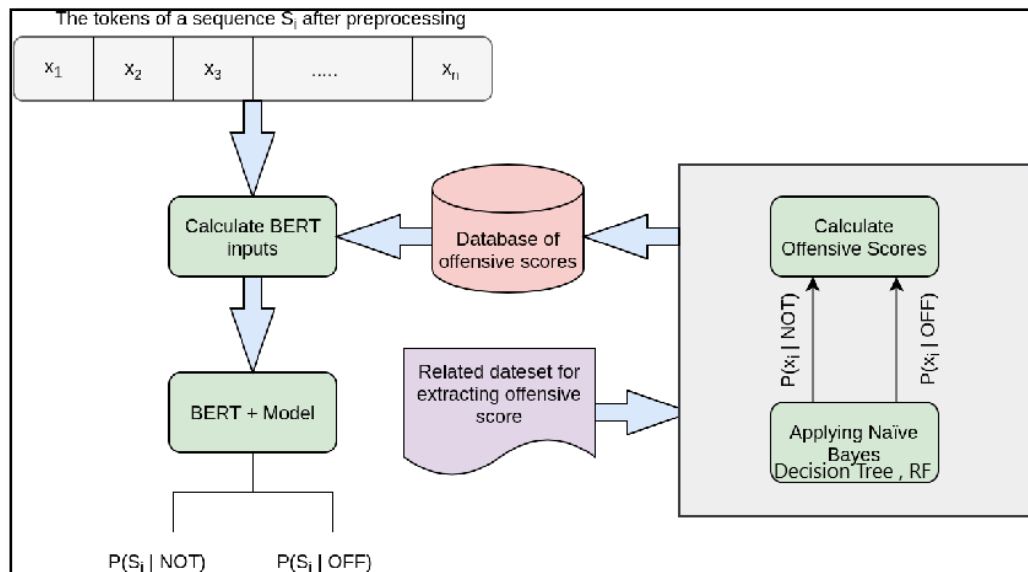 The tokens of a sequence Si after preprocessing
x1 x2 x3 ..... xn
Calculate BERT
inputs
Database of
offensive scores
Calculate
Offensive Scores
P(xi | NOT)
P(xi | OFF)
BERT + Model
Related dateset for
extracting offensive
score
Applying Naïve
Bayes
Decision Tree , RF
P(Si | NOT)
P(Si | OFF)